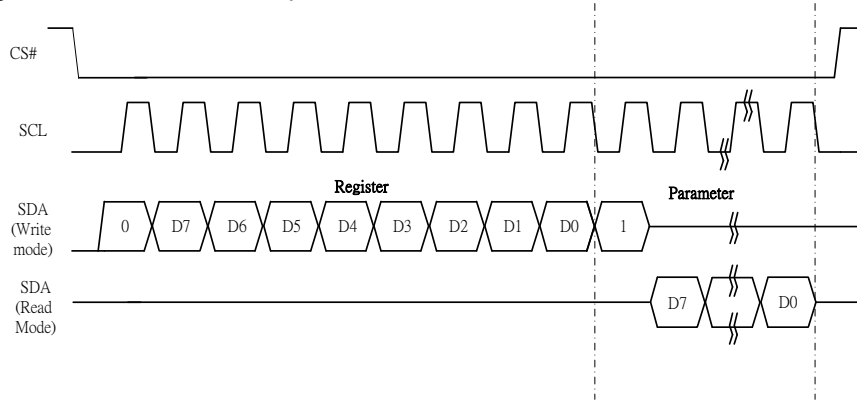 CS#
SCL
Register
Parameter
SDA
(Write
mode)
0 D7 D6 D5 D4 D3 D2 D1 D0 1
SDA
(Read
Mode)
D7 D0